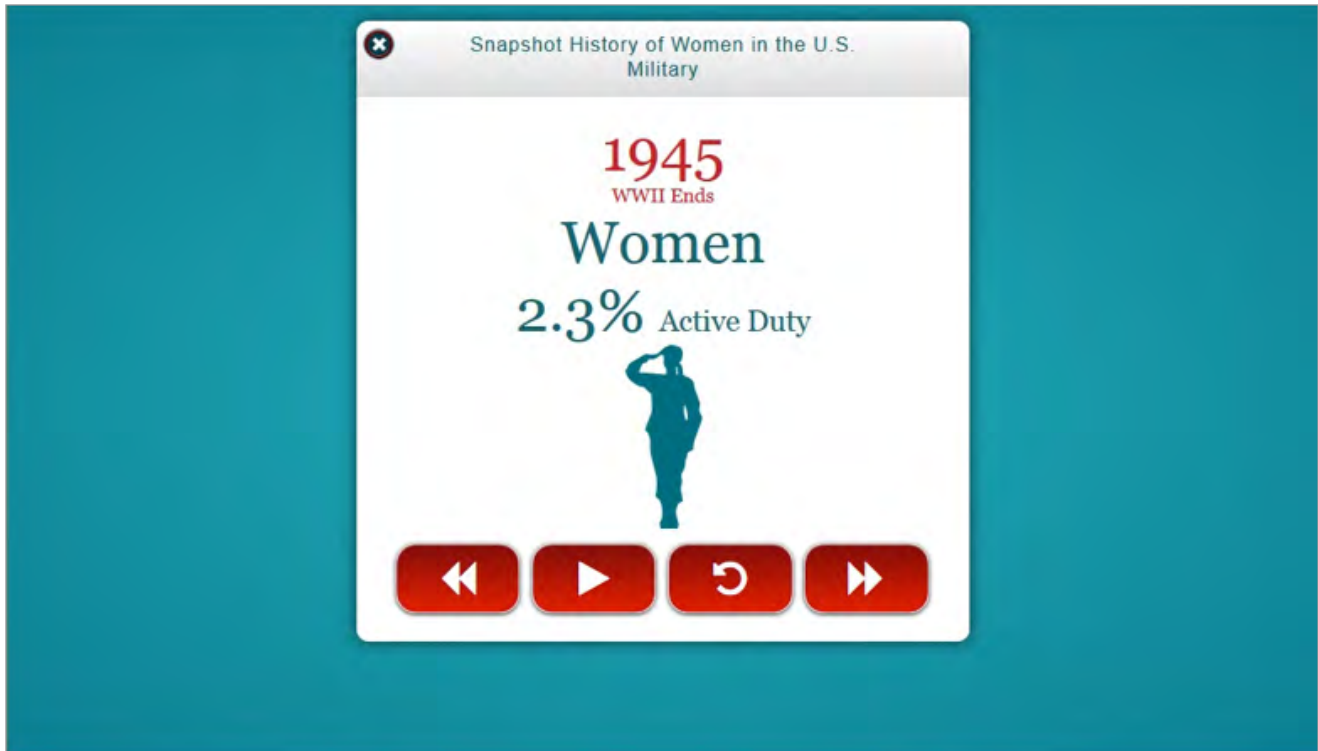 Snapshot History of Women in the U.S.
Military
1945
WWII Ends
Women
2.3% Active Duty